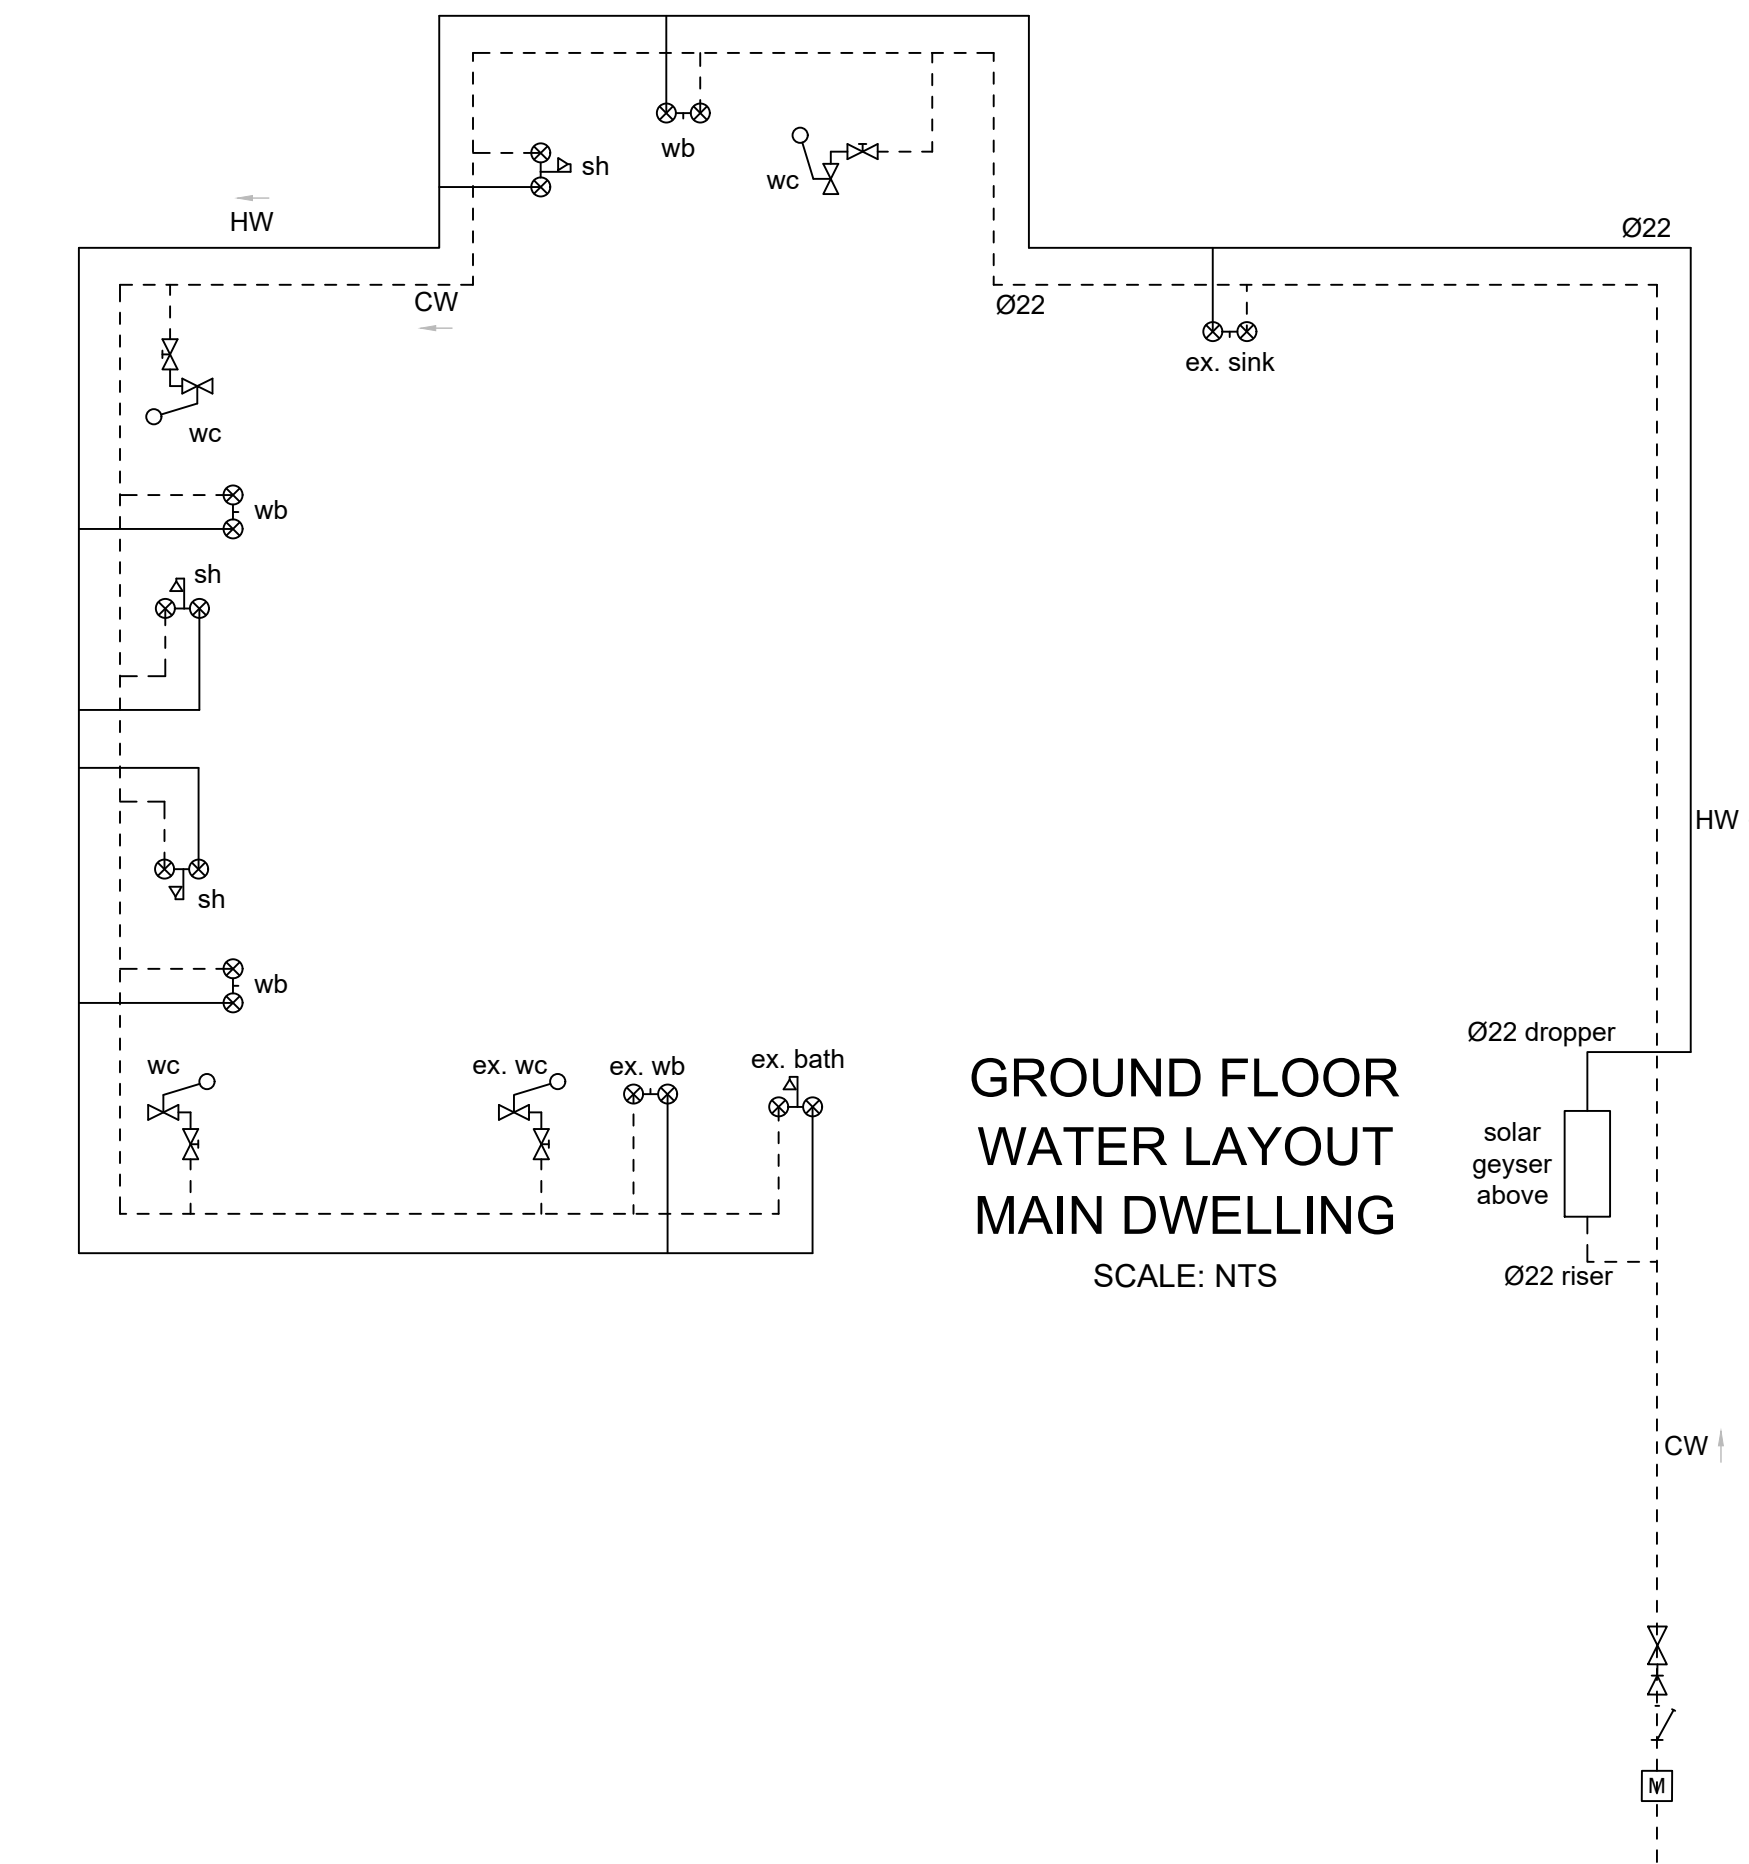 wb
sh
wc
HW
Ø22
CW
Ø22
ex. sink
wc
wb
sh
HW
sh
wb
wc
ex. wc
ex. wb
ex. bath
GROUND FLOOR
WATER LAYOUT
MAIN DWELLING
SCALE: NTS
Ø22 dropper
solar
geyser
above
Ø22 riser
CW
M